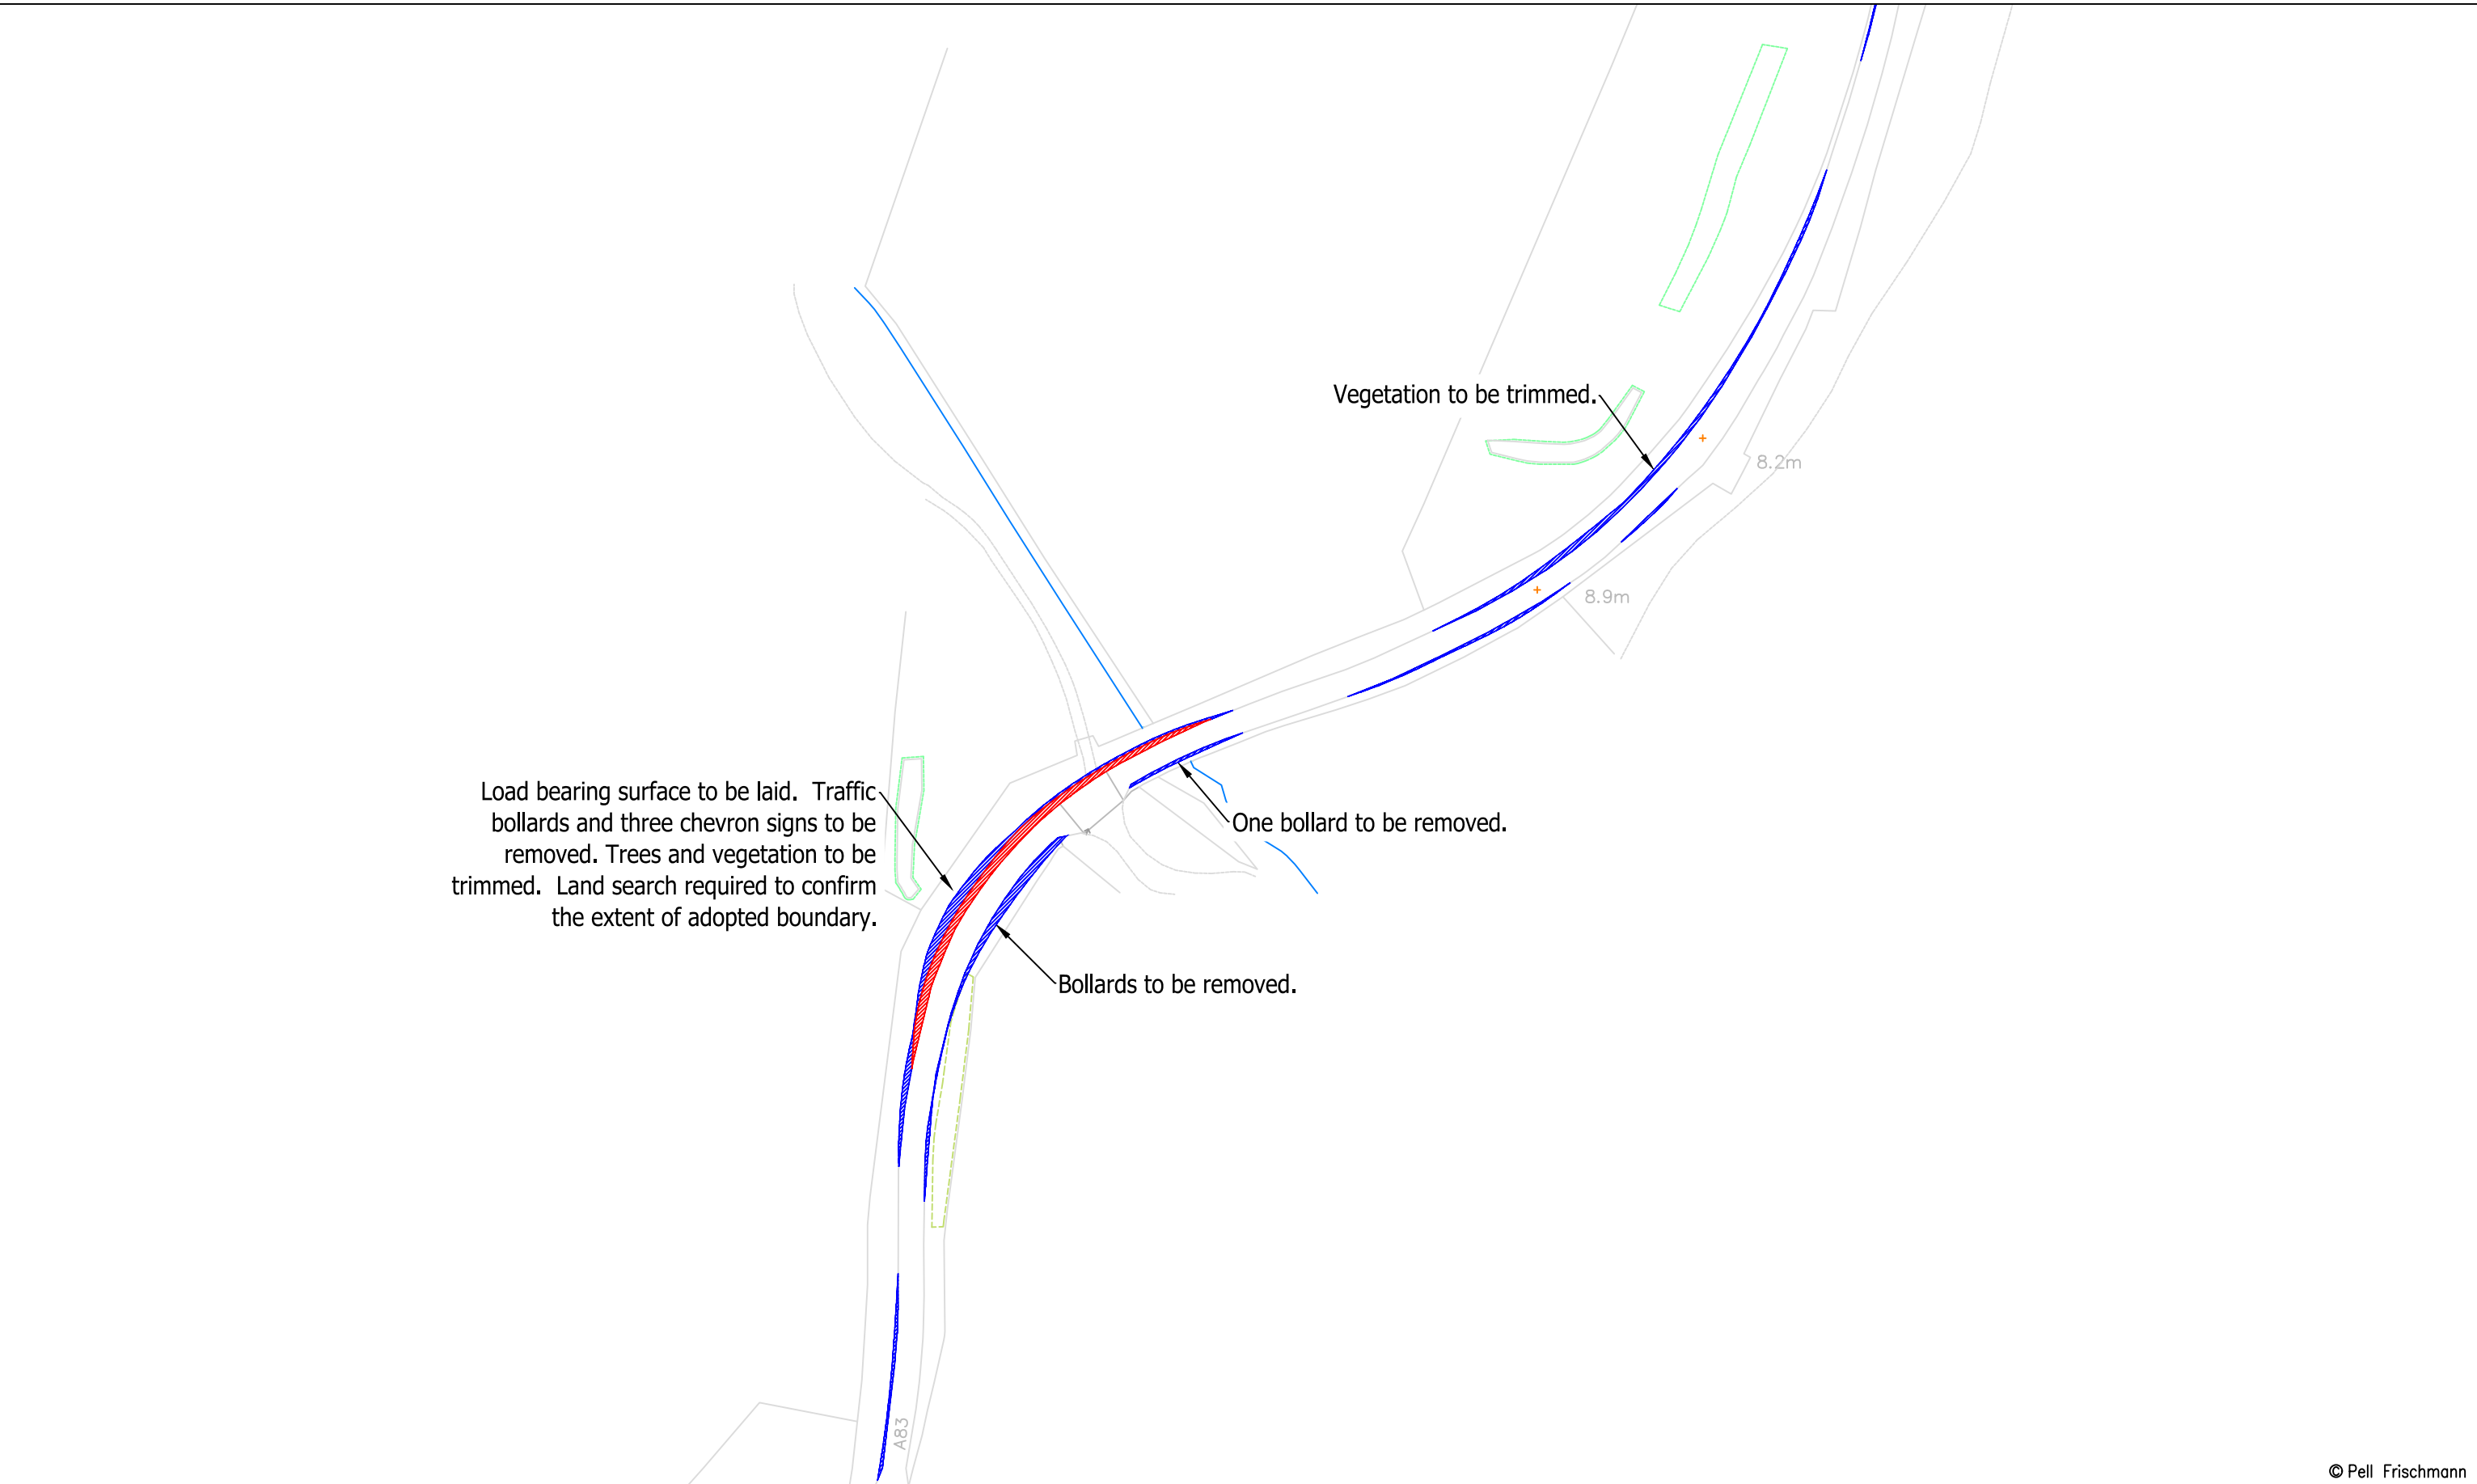 Vegetation to be trimmed.
8.2m
8.9m
Load bearing surface to be laid.  Traffic
bollards and three chevron signs to be
removed. Trees and vegetation to be
trimmed.  Land search required to confirm
the extent of adopted boundary.
One bollard to be removed.
Bollards to be removed.
A83
© Pell  Frischmann